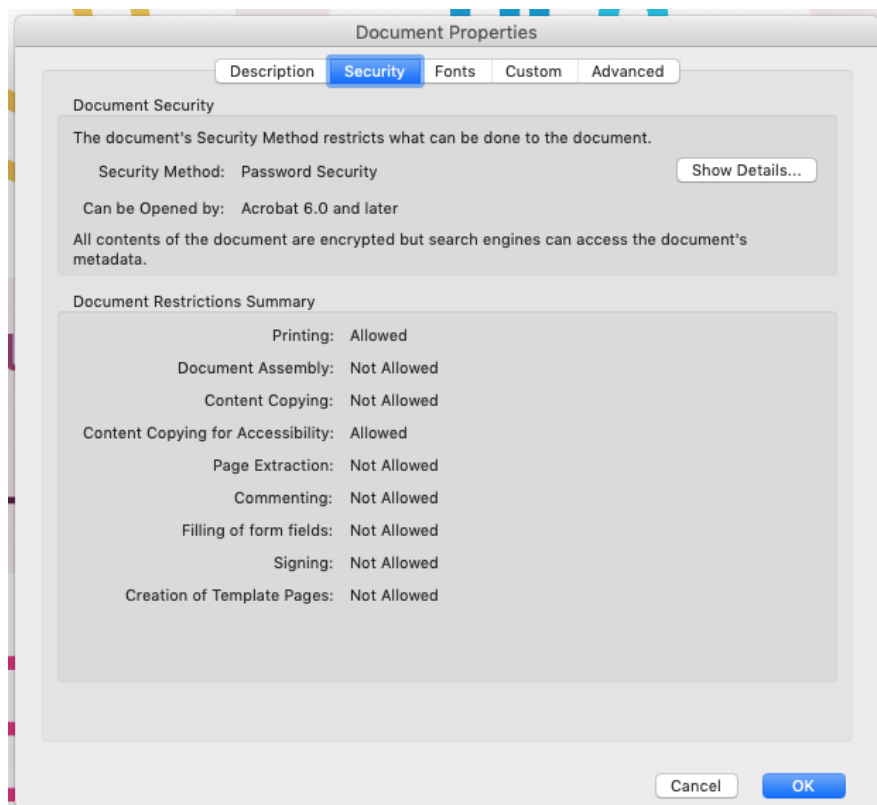 Document Properties
Description Security Fonts Custom Advanced
Document Security
The document's Security Method restricts what can be done to the document.
Security Method: Password Security
Show Details...
Can be Opened by: Acrobat 6.0 and later
All contents of the document are encrypted but search engines can access the document's
metadata.
Document Restrictions Summary
Printing: Allowed
Document Assembly: Not Allowed
Content Copying: Not Allowed
Content Copying for Accessibility: Allowed
Page Extraction: Not Allowed
Commenting: Not Allowed
Filling of form fields: Not Allowed
Signing: Not Allowed
Creation of Template Pages: Not Allowed
Cancel OK